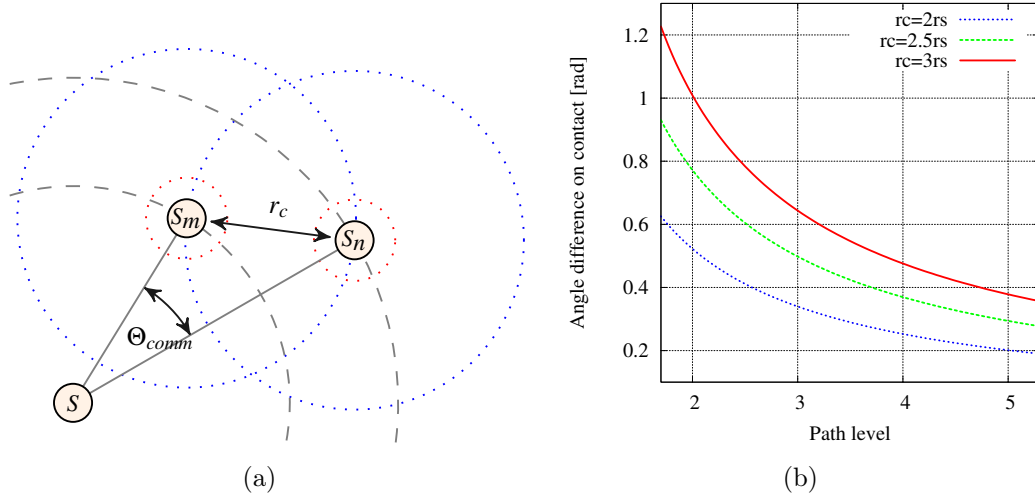 S_m
r_c
S_n
Θ_comm
S
(a)
rc=2rs
rc=2.5rs
rc=3rs
Angle difference on contact [rad]
1.2
1
0.8
0.6
0.4
0.2
2 3 4 5
Path level
(b)